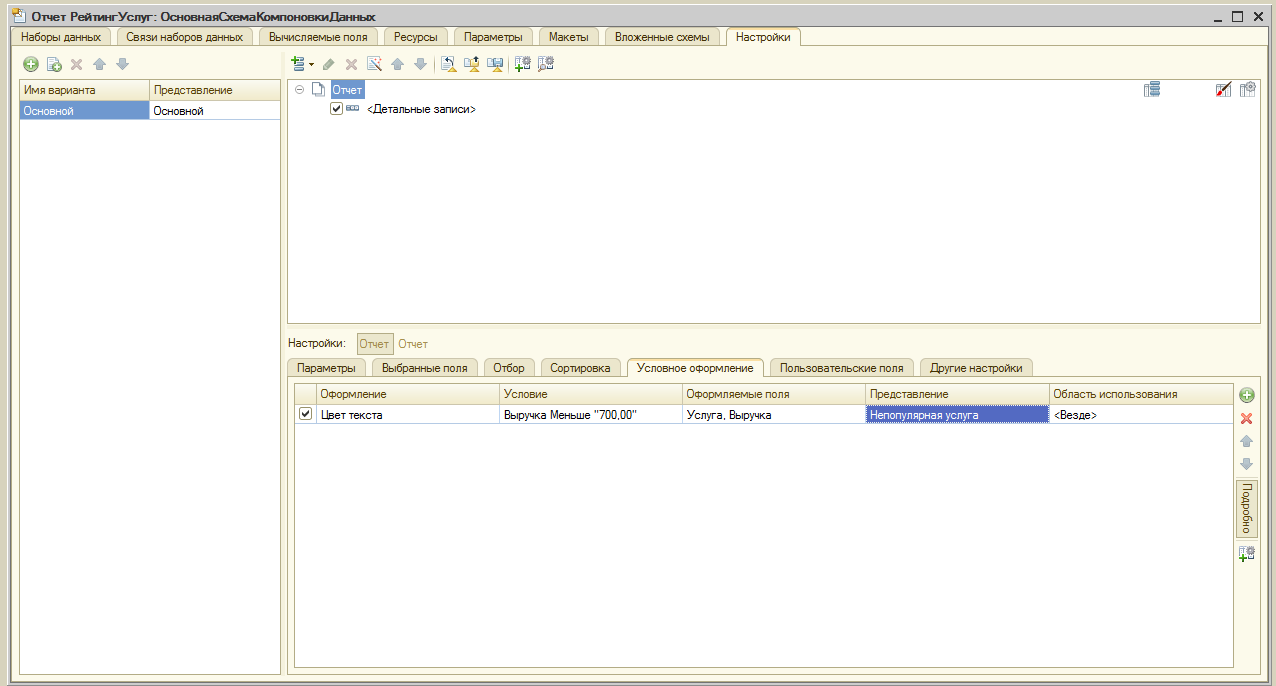 Отчет РейтингУслуг: ОсновнаяСхемаКомпоновкиДанных
Наборы данных Связи наборов данных Вычисляемые поля Ресурсы Параметры Макеты Вложенные схемы Настройки
Имя варианта Представление
Основной Основной
Отчет
<Детальные записи>
Настройки: Отчет Отчет
Параметры Выбранные поля Отбор Сортировка Условное оформление Пользовательские поля Другие настройки
Оформление Условие Оформляемые поля Представление Область использования
Цвет текста Выручка Меньше "700,00" Услуга, Выручка Непопулярная услуга <Везде>
Подробно